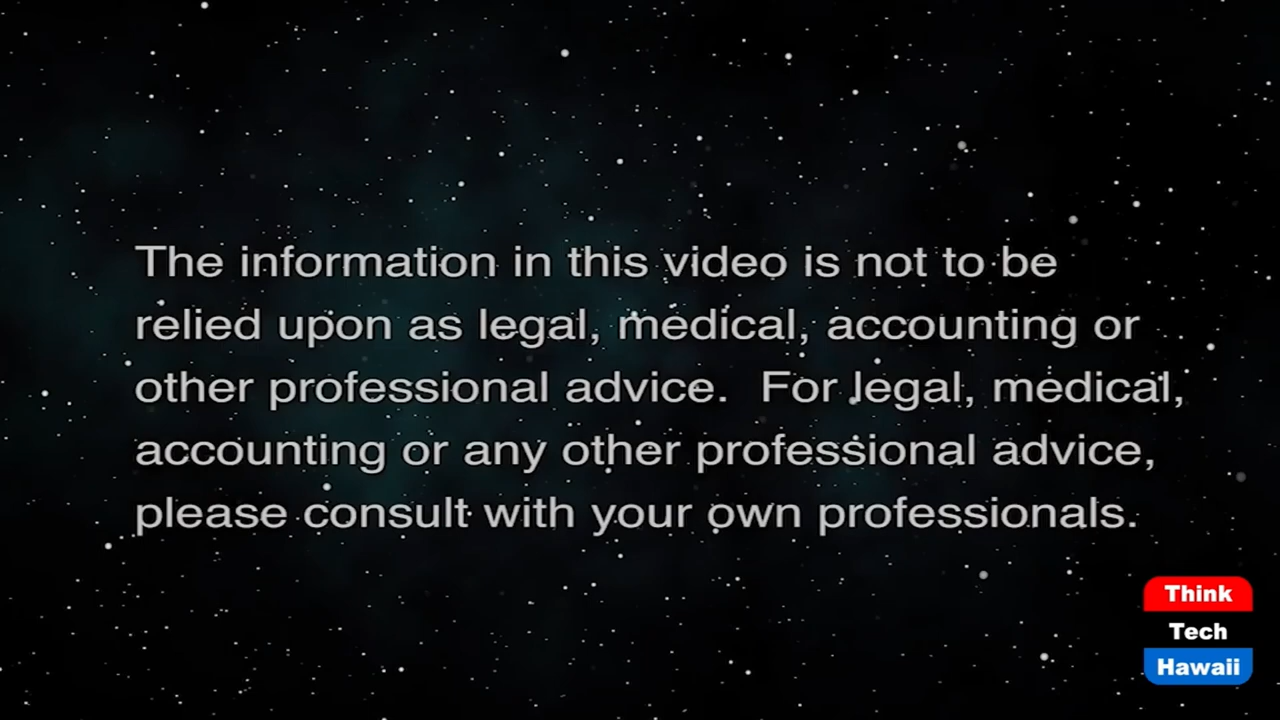 The information in this video is not to be
relied upon as legal, medical, accounting or
other professional advice.  For legal, medical,
accounting or any other professional advice,
please consult with your own professionals.
Think
Tech
Hawaii